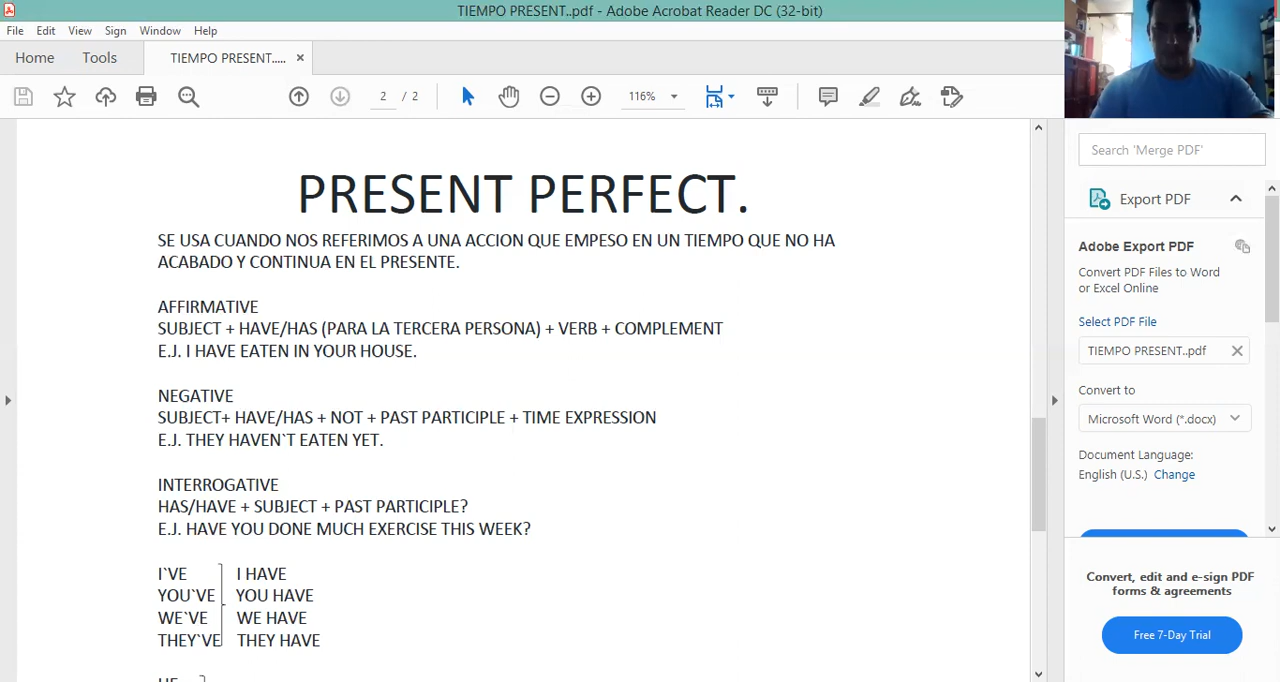 TIEMPO PRESENT..pdf - Adobe Acrobat Reader DC (32-bit)
File Edit View Sign Window Help
Home Tools TIEMPO PRESENT..... ×
2 / 2 116%
PRESENT PERFECT.
SE USA CUANDO NOS REFERIMOS A UNA ACCION QUE EMPESO EN UN TIEMPO QUE NO HA
ACABADO Y CONTINUA EN EL PRESENTE.
AFFIRMATIVE
SUBJECT + HAVE/HAS (PARA LA TERCERA PERSONA) + VERB + COMPLEMENT
E.J. I HAVE EATEN IN YOUR HOUSE.
NEGATIVE
SUBJECT+ HAVE/HAS + NOT + PAST PARTICIPLE + TIME EXPRESSION
E.J. THEY HAVEN`T EATEN YET.
INTERROGATIVE
HAS/HAVE + SUBJECT + PAST PARTICIPLE?
E.J. HAVE YOU DONE MUCH EXERCISE THIS WEEK?
I`VE I HAVE
YOU`VE YOU HAVE
WE`VE WE HAVE
THEY`VE THEY HAVE
Search 'Merge PDF'
Export PDF
Adobe Export PDF
Convert PDF Files to Word
or Excel Online
Select PDF File
TIEMPO PRESENT..pdf
Convert to
Microsoft Word (*.docx)
Document Language:
English (U.S.) Change
Convert, edit and e-sign PDF
forms & agreements
Free 7-Day Trial